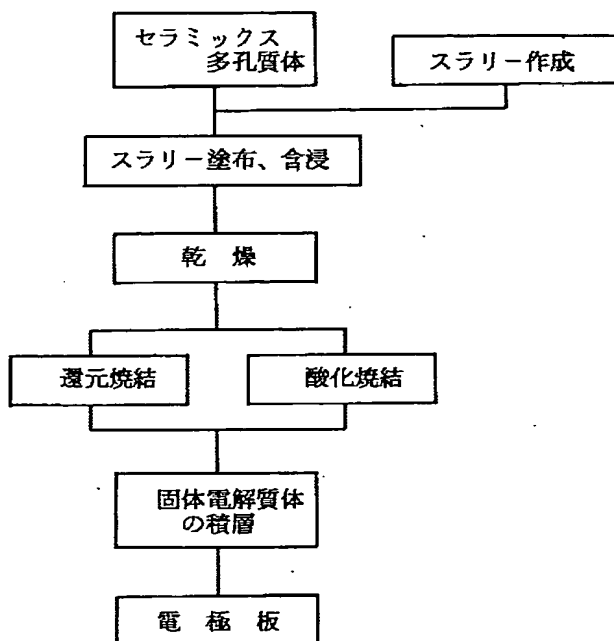 セラミックス
多孔質体
スラリー作成
スラリー塗布、含浸
乾 燥
還元焼結
酸化焼結
固体電解質体
の積層
電 極 板